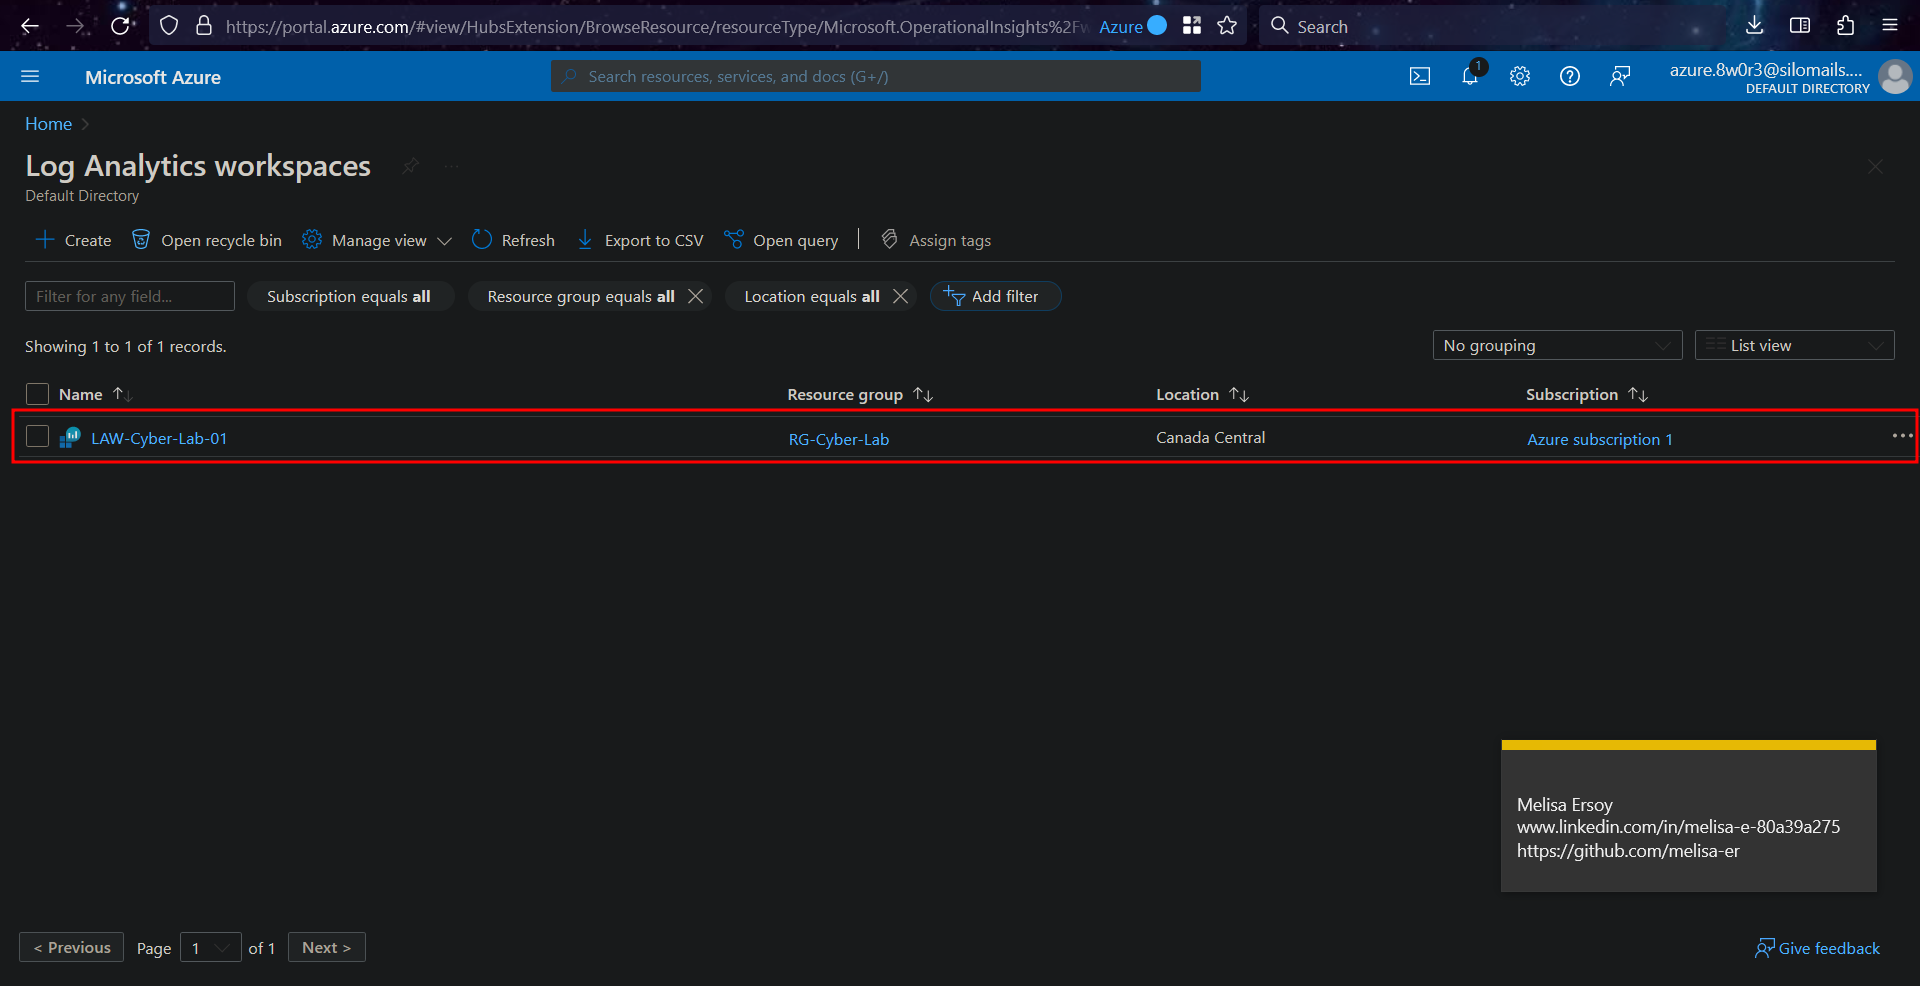 https://portal.azure.com/#view/HubsExtension/BrowseResource/resourceType/Microsoft.OperationalInsights%2Fw Azure Search
Microsoft Azure Search resources, services, and docs (G+/) 1 azure.8w0r3@silomails....
DEFAULT DIRECTORY
Home
Log Analytics workspaces ...
Default Directory
Create Open recycle bin Manage view Refresh Export to CSV Open query Assign tags
Filter for any field... Subscription equals all Resource group equals all Location equals all Add filter
Showing 1 to 1 of 1 records. No grouping List view
Name Resource group Location Subscription
LAW-Cyber-Lab-01 RG-Cyber-Lab Canada Central Azure subscription 1 ...
Melisa Ersoy
www.linkedin.com/in/melisa-e-80a39a275
https://github.com/melisa-er
< Previous Page 1 of 1 Next > Give feedback